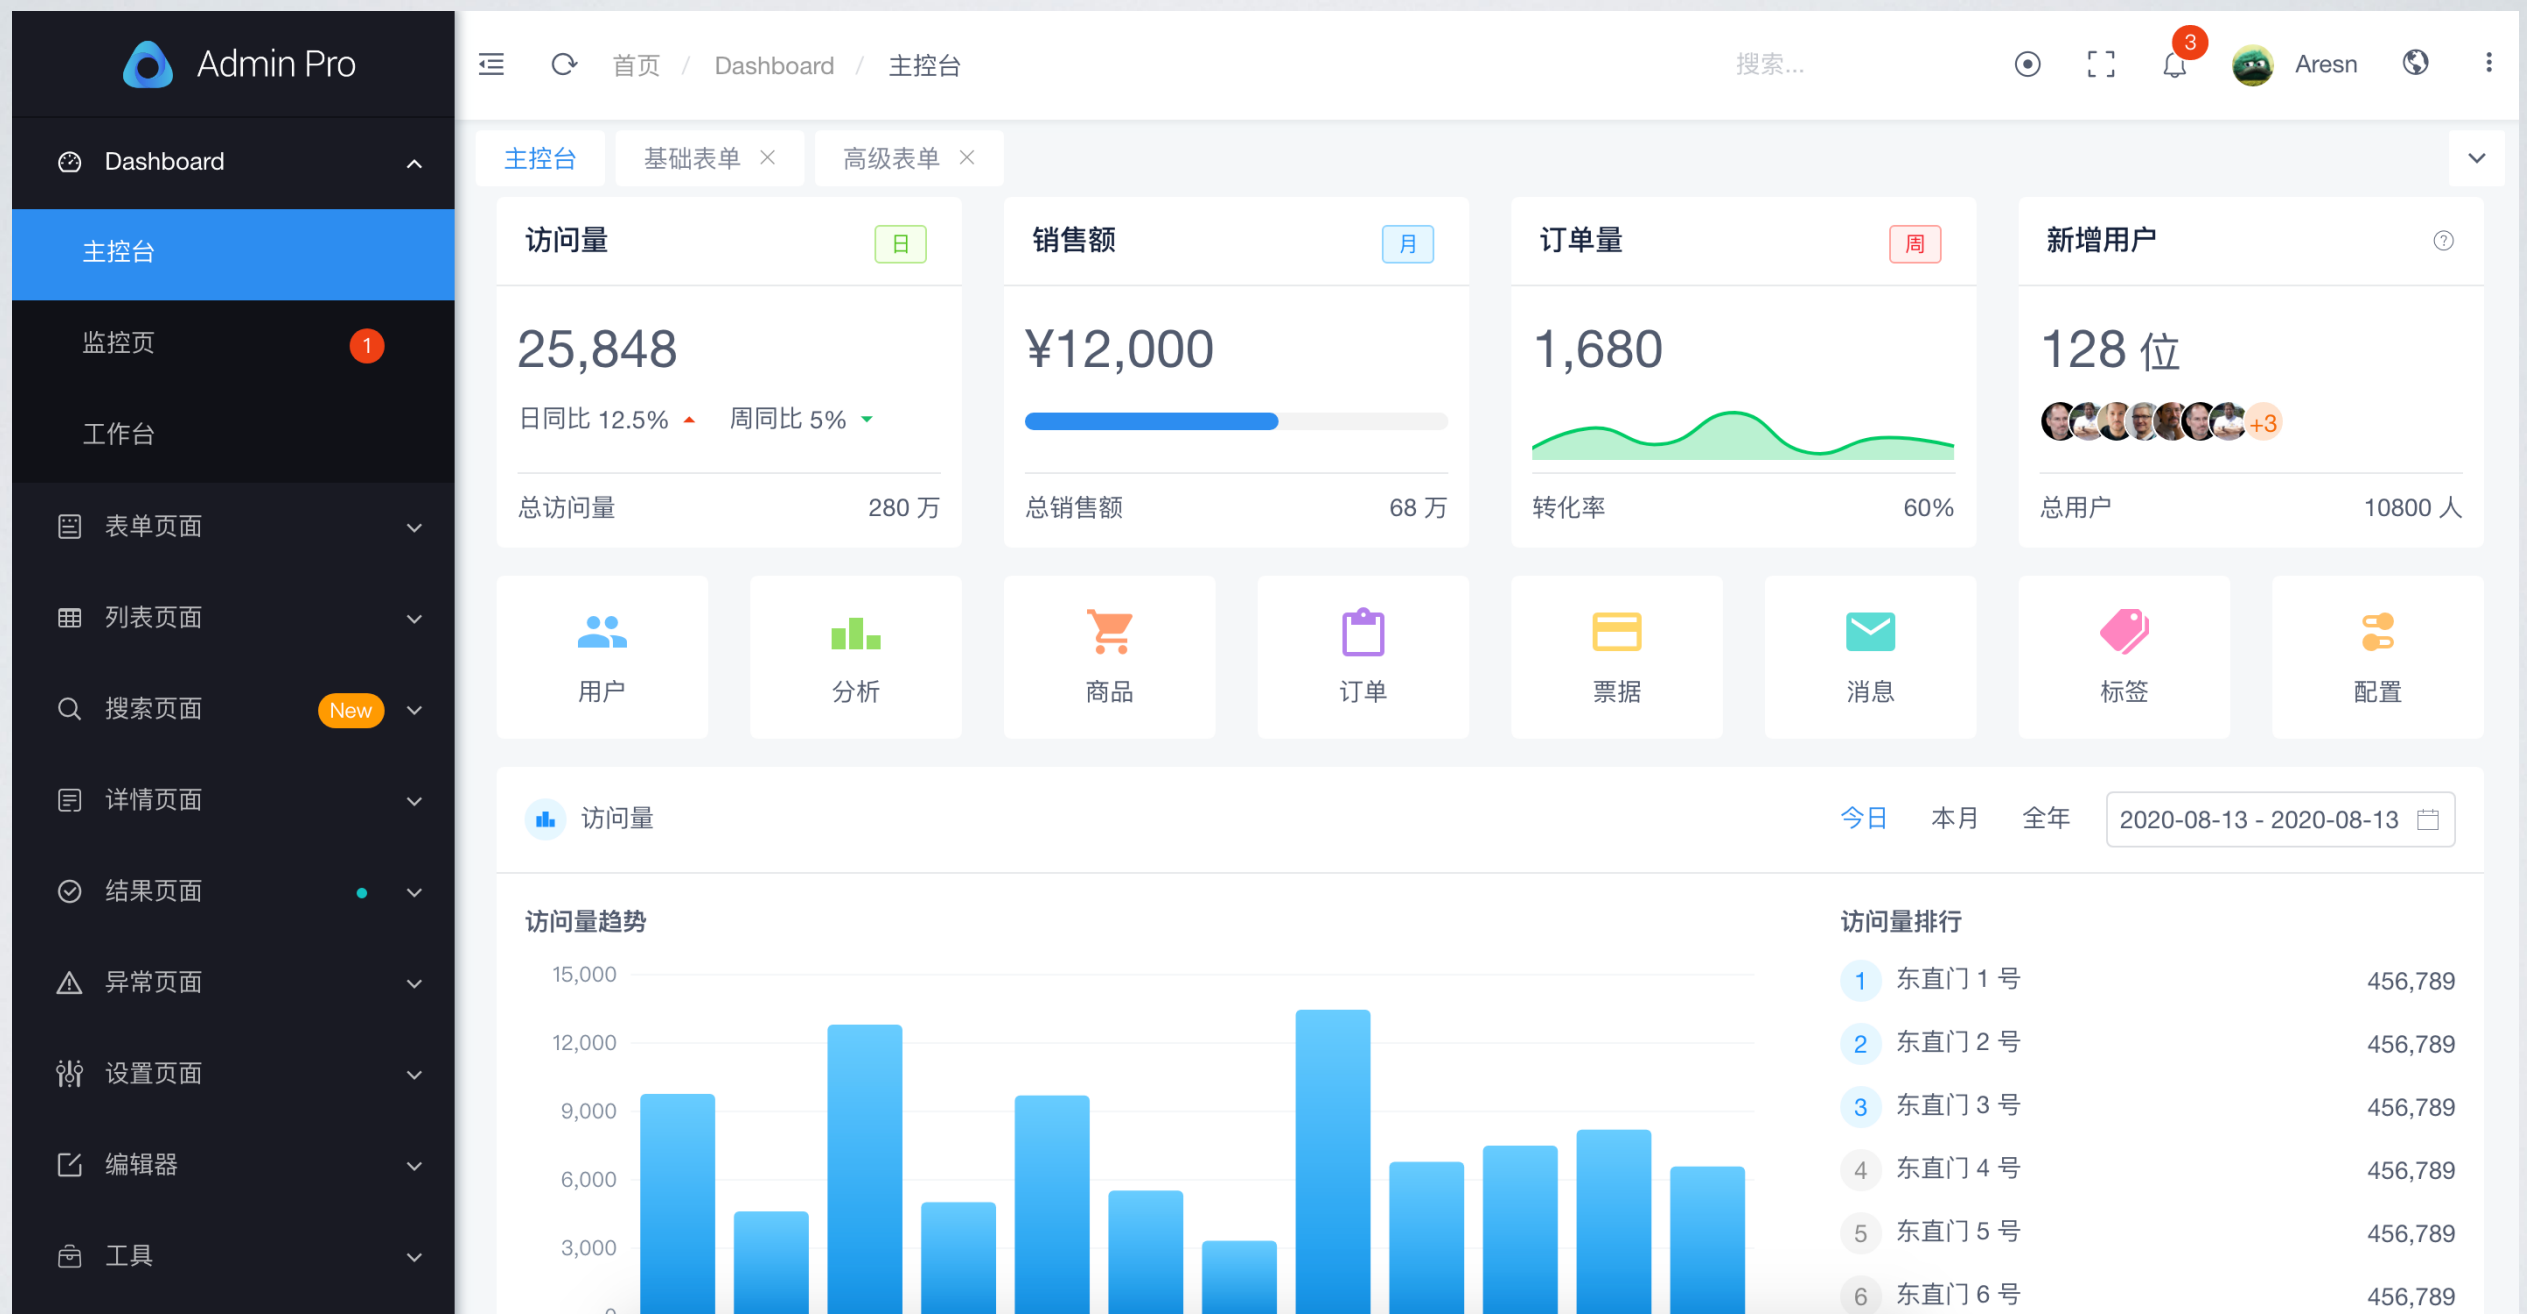 Admin Pro
Dashboard
主控台
监控页 1
工作台
表单页面
列表页面
搜索页面 New
详情页面
结果页面
异常页面
设置页面
编辑器
工具
首页 / Dashboard / 主控台
搜索...
3
Aresn
主控台 基础表单 高级表单
访问量 日
25,848
日同比 12.5% 周同比 5%
总访问量 280 万
销售额 月
¥12,000
总销售额 68 万
订单量 周
1,680
转化率 60%
新增用户 ?
128 位
+3
总用户 10800 人
用户 分析 商品 订单 票据 消息 标签 配置
访问量
今日 本月 全年 2020-08-13 - 2020-08-13
访问量趋势
15,000
12,000
9,000
6,000
3,000
0
访问量排行
1 东直门 1 号 456,789
2 东直门 2 号 456,789
3 东直门 3 号 456,789
4 东直门 4 号 456,789
5 东直门 5 号 456,789
6 东直门 6 号 456,789